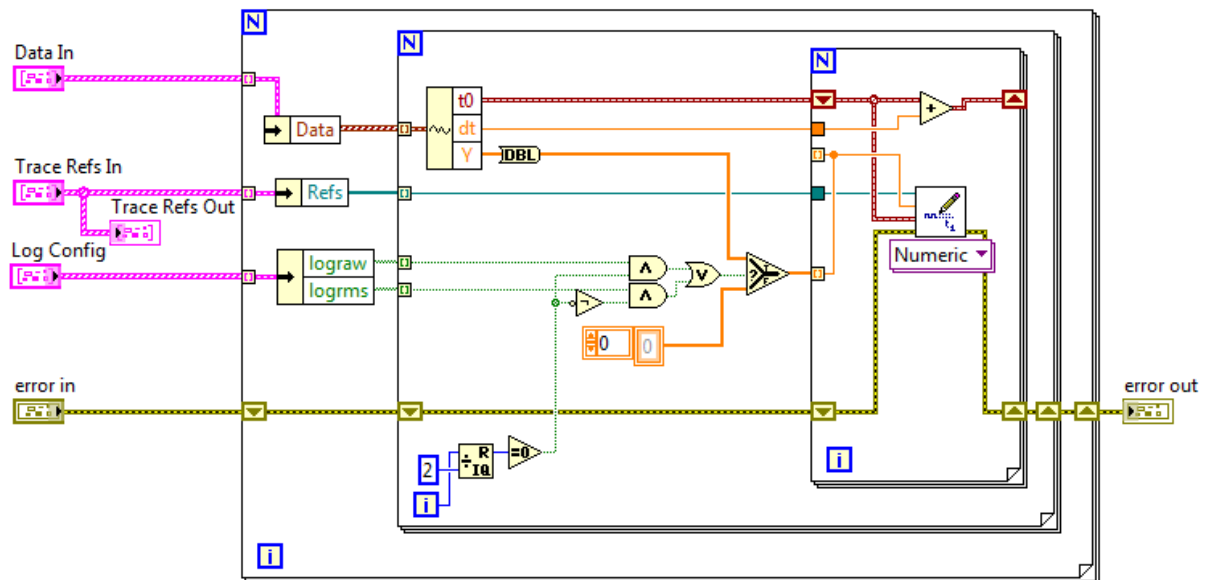 N
Data In
N
N
t0
dt
Y
DBL
Data
+
Trace Refs In
Refs
Trace Refs Out
t1
Numeric
Log Config
lograw
logrms
Λ
V
Λ
¬
?
T
F
0
0
error in
error out
R
IQ
÷
=0
2
i
i
i